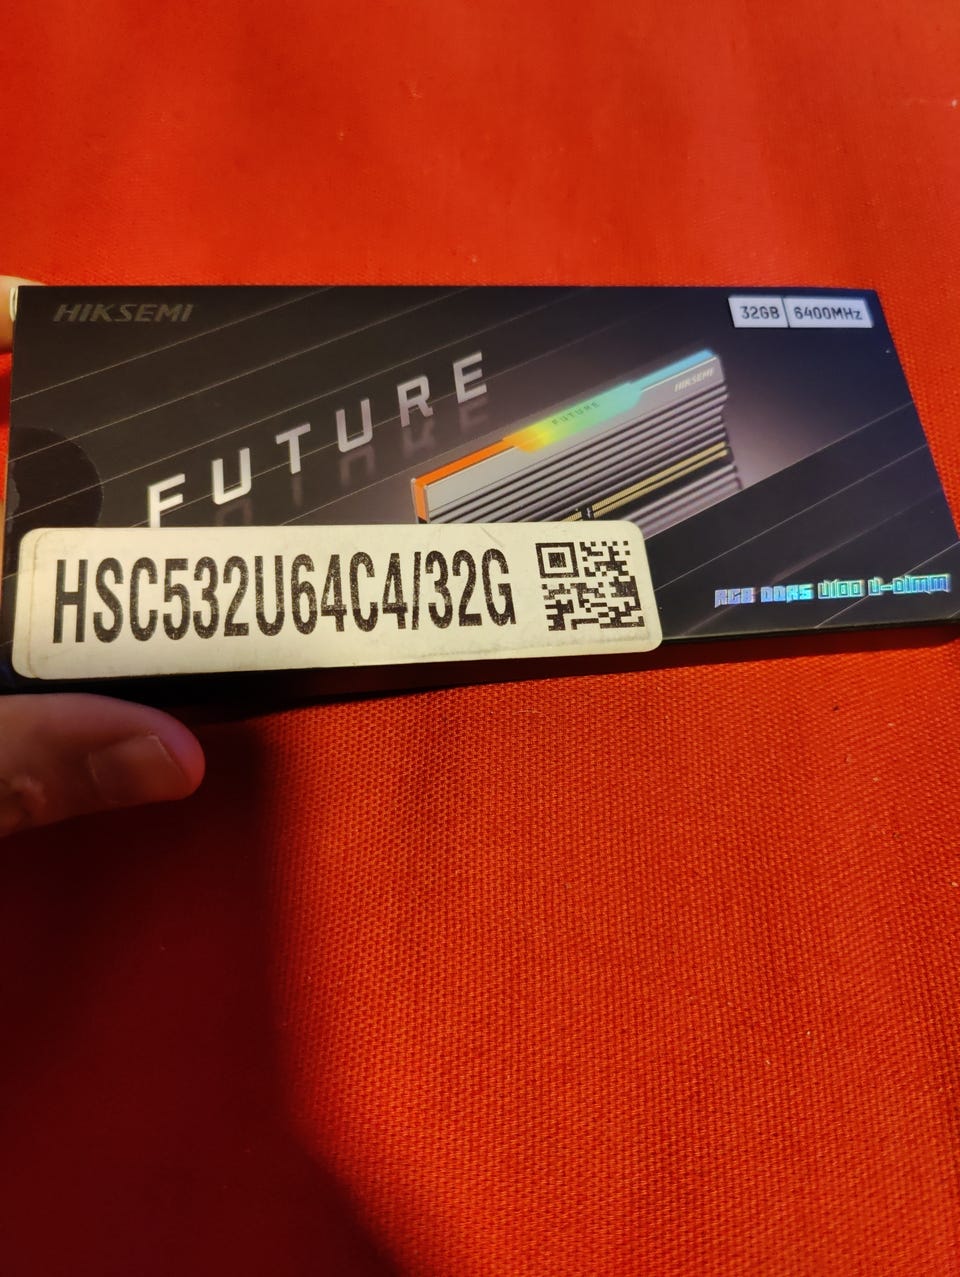 HIKSEMI
32GB 6400MHz
FUTURE
HIKSEMI
FUTURE
HSC532U64C4/32G
RGB DDR5 U100 U-DIMM